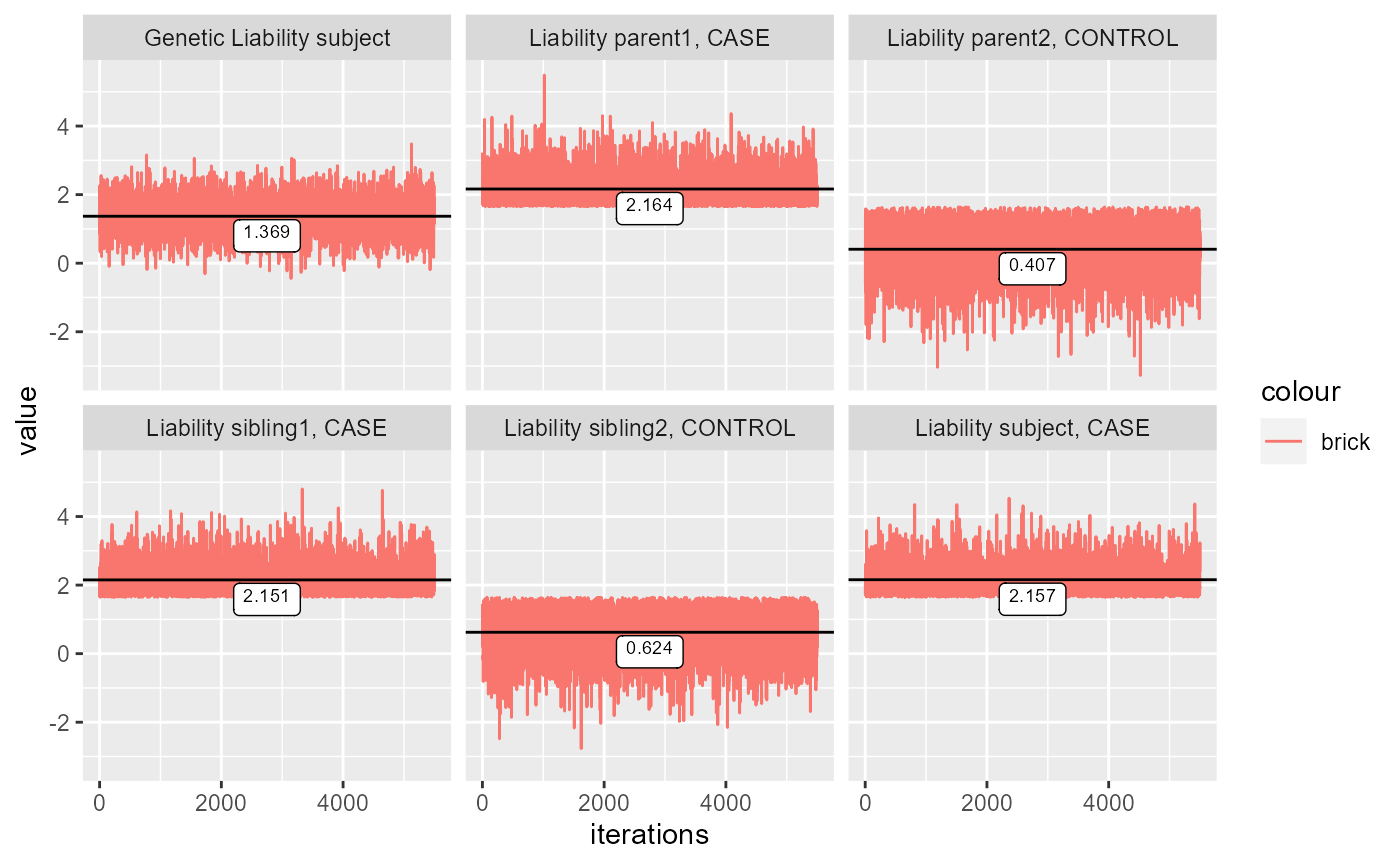 Genetic Liability subject
Liability parent1, CASE
Liability parent2, CONTROL
4
2
0
-2
1.369
2.164
0.407
value
Liability sibling1, CASE
Liability sibling2, CONTROL
Liability subject, CASE
4
2
0
-2
2.151
0.624
2.157
0 2000 4000
0 2000 4000
0 2000 4000
iterations
colour
brick